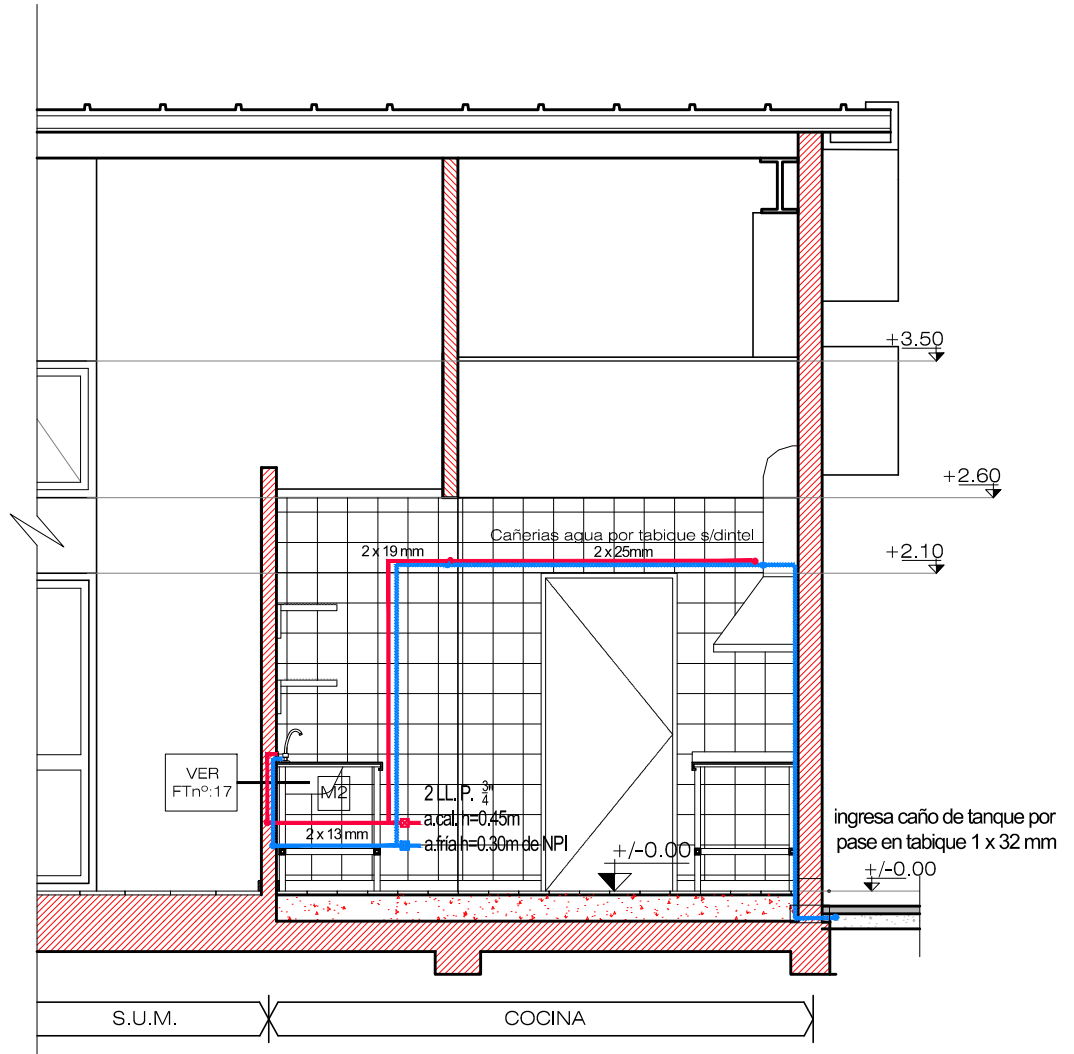 +3.50
+2.60
Cañerias agua por tabique s/dintel
2 x 19 mm
2 x 25mm
+2.10
VER
FTnº:17
M2
2 LL. P. 3/4"
a.cal. h=0.45m
2 x 13 mm
a.fria h=0.30m de NPI
ingresa caño de tanque por
pase en tabique 1 x 32 mm
+/-0.00
+/-0.00
S.U.M.
COCINA